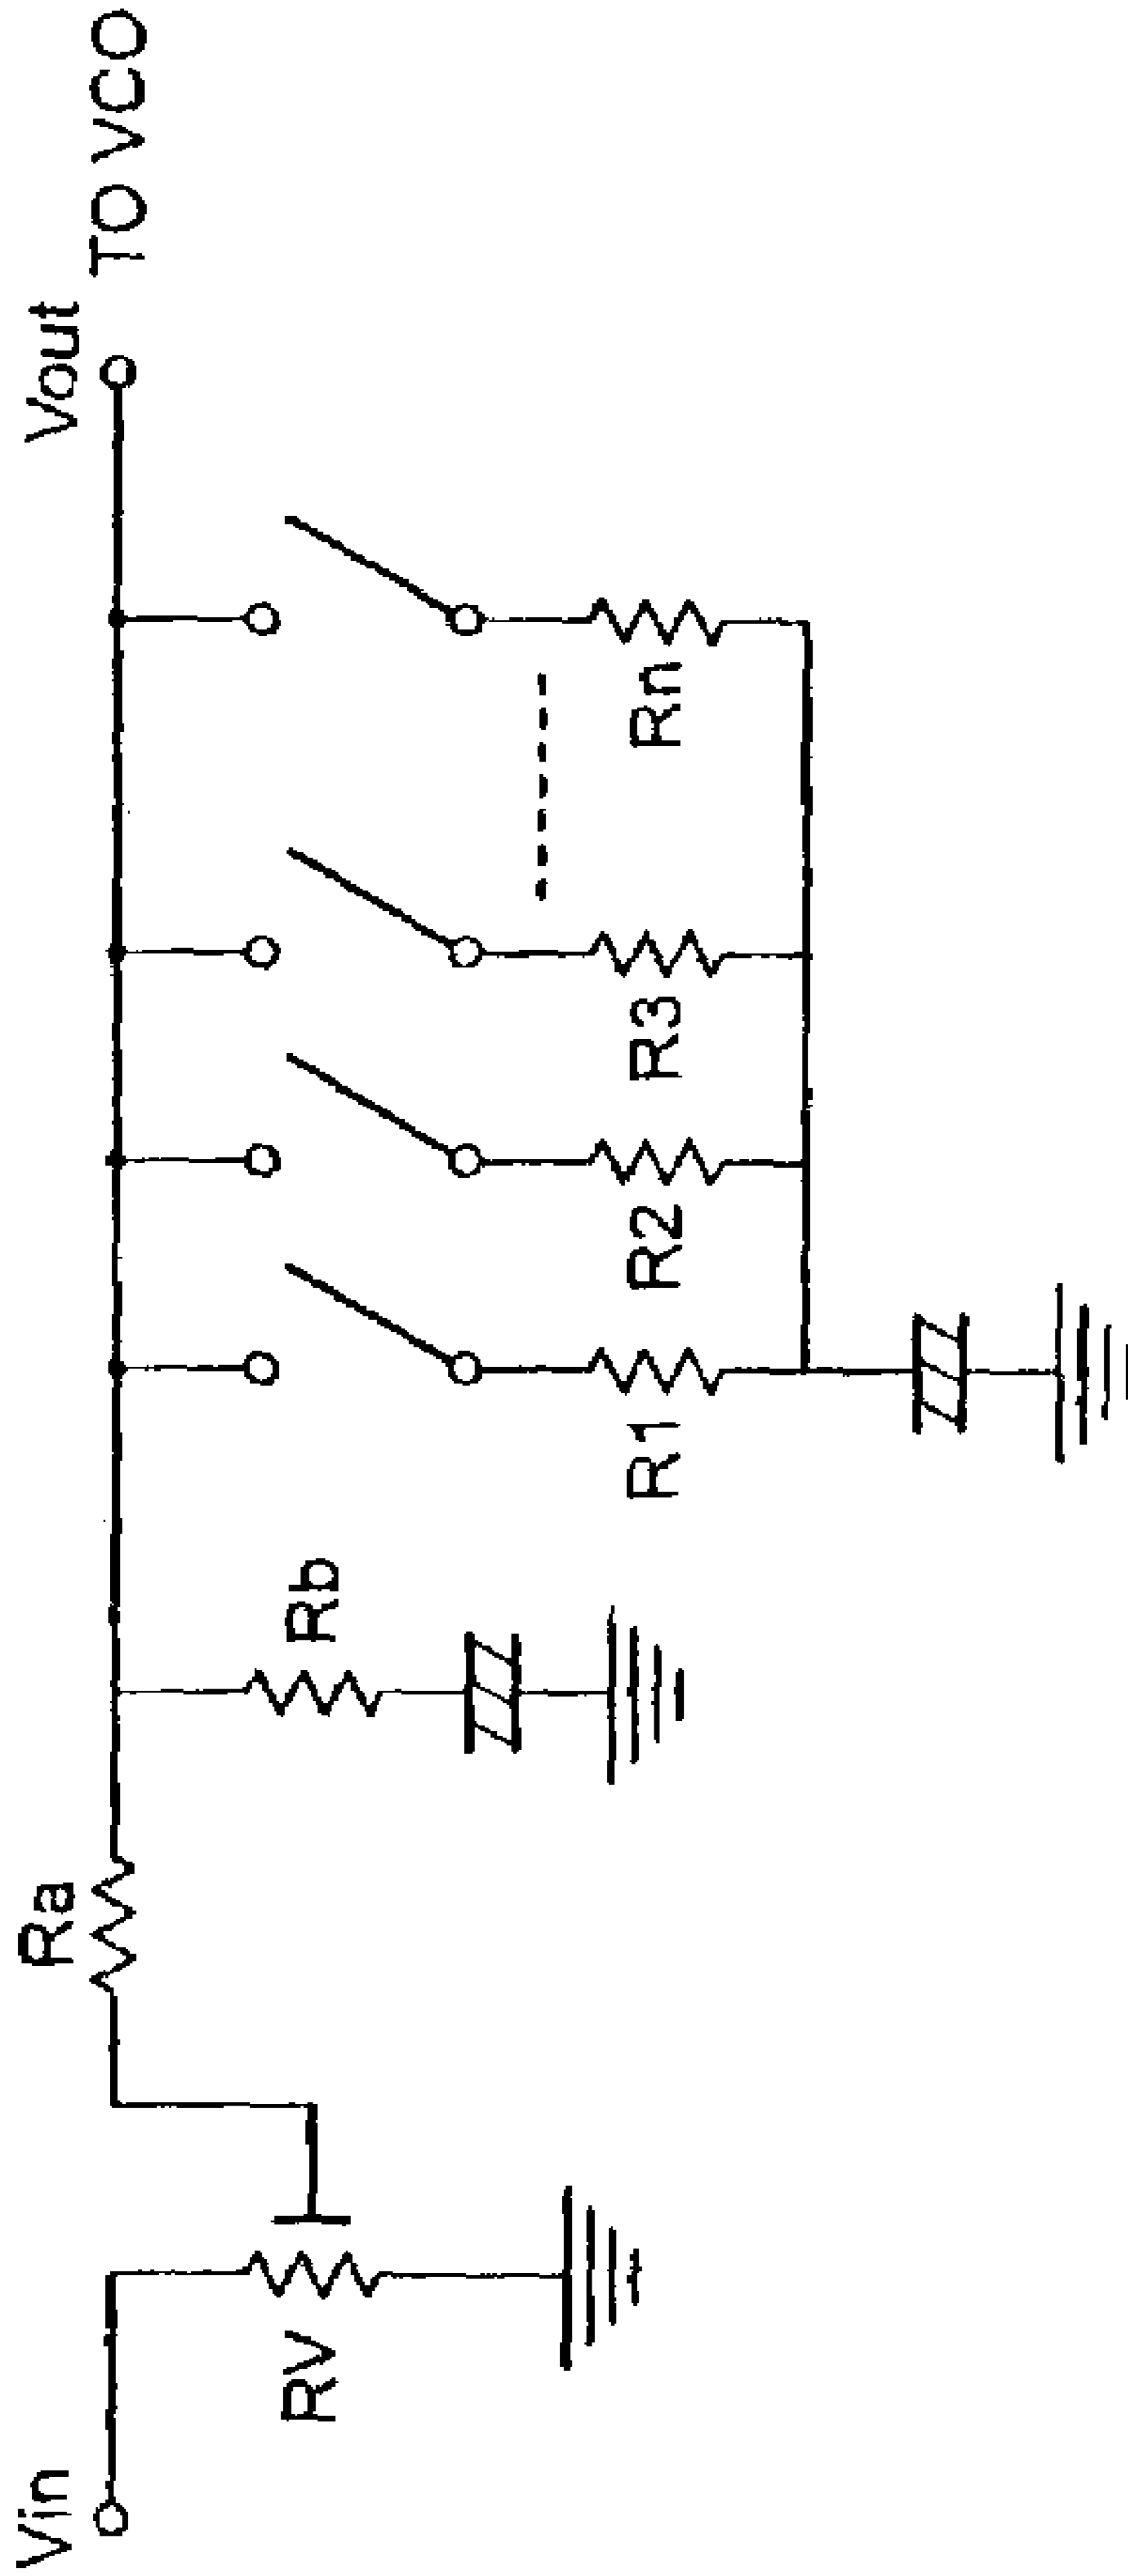 Vin
RV
Ra
Rb
R1
R2
R3
Rn
Vout
TO VCO